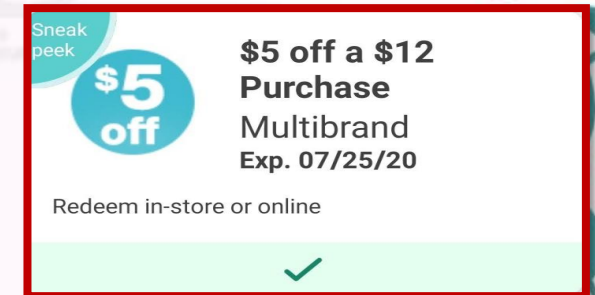 Sneak
peek
$5
off
$5 off a $12
Purchase
Multibrand
Exp. 07/25/20
Redeem in-store or online